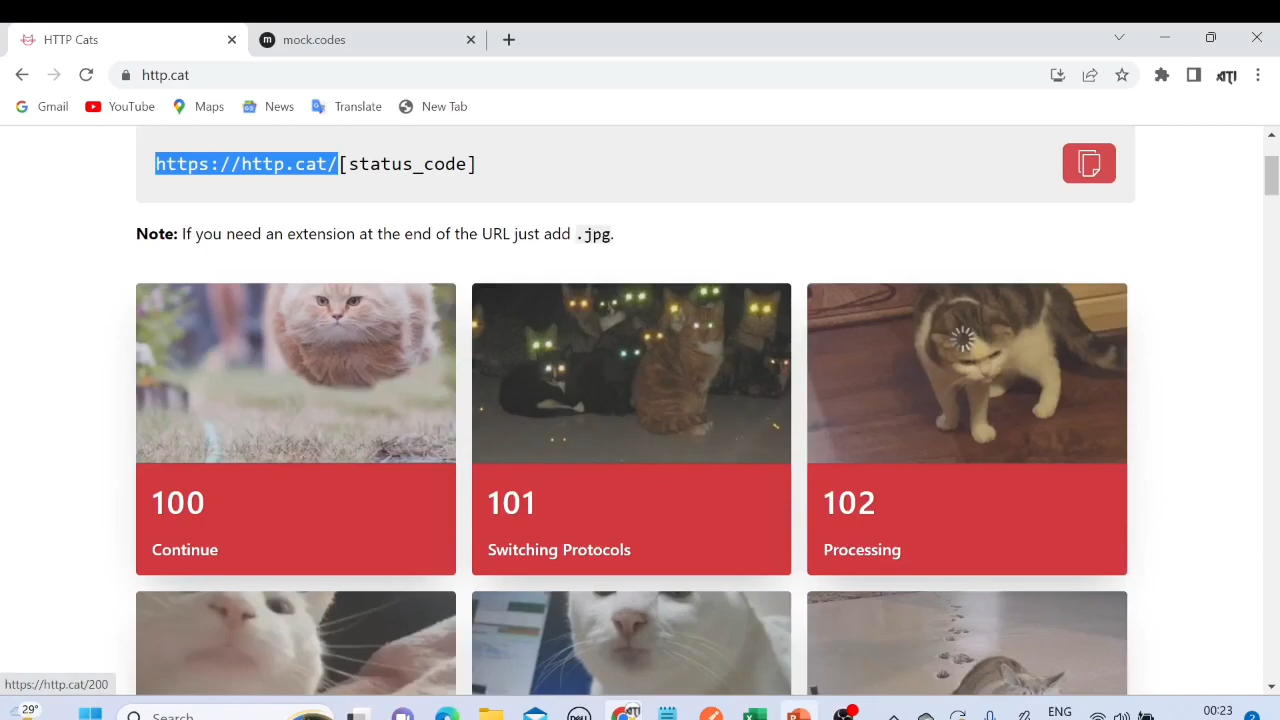 HTTP Cats
mock.codes
http.cat
Gmail
YouTube
Maps
News
Translate
New Tab
https://http.cat/[status_code]
Note: If you need an extension at the end of the URL just add .jpg.
100
Continue
101
Switching Protocols
102
Processing
https://http.cat/200
29°
Search
ENG
00:23